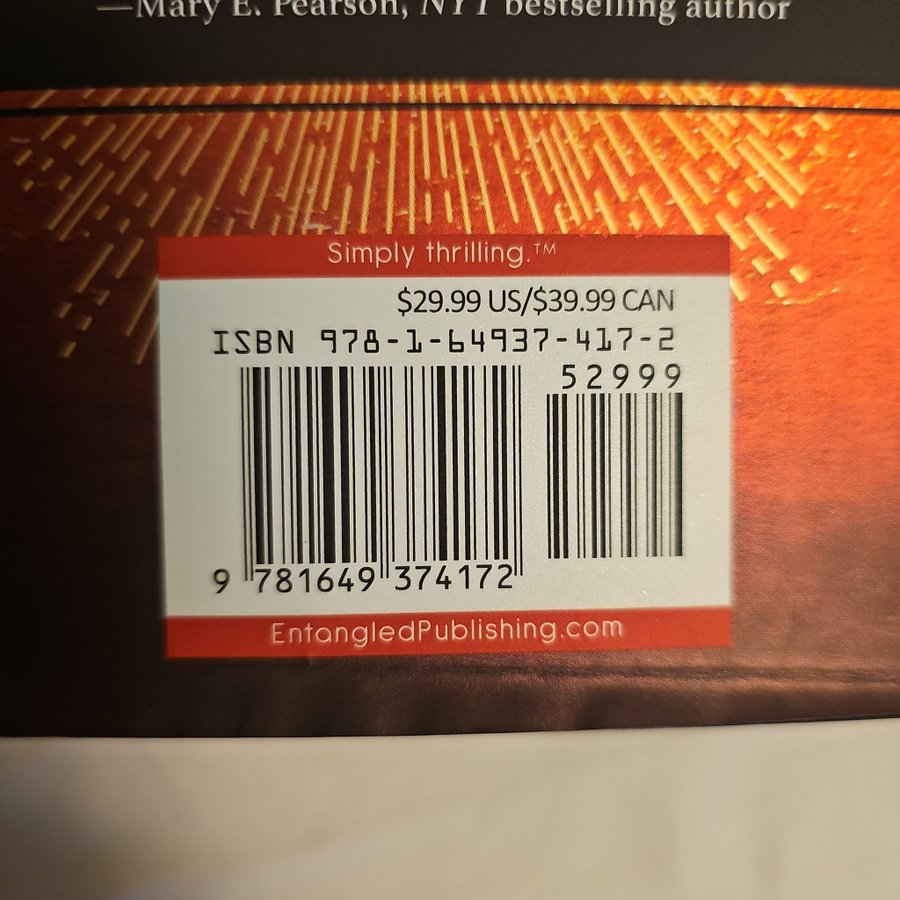 —Mary E. Pearson, NYT bestselling author
Simply thrilling.™
$29.99 US/$39.99 CAN
ISBN 978-1-64937-417-2
52999
9 781649 374172
EntangledPublishing.com